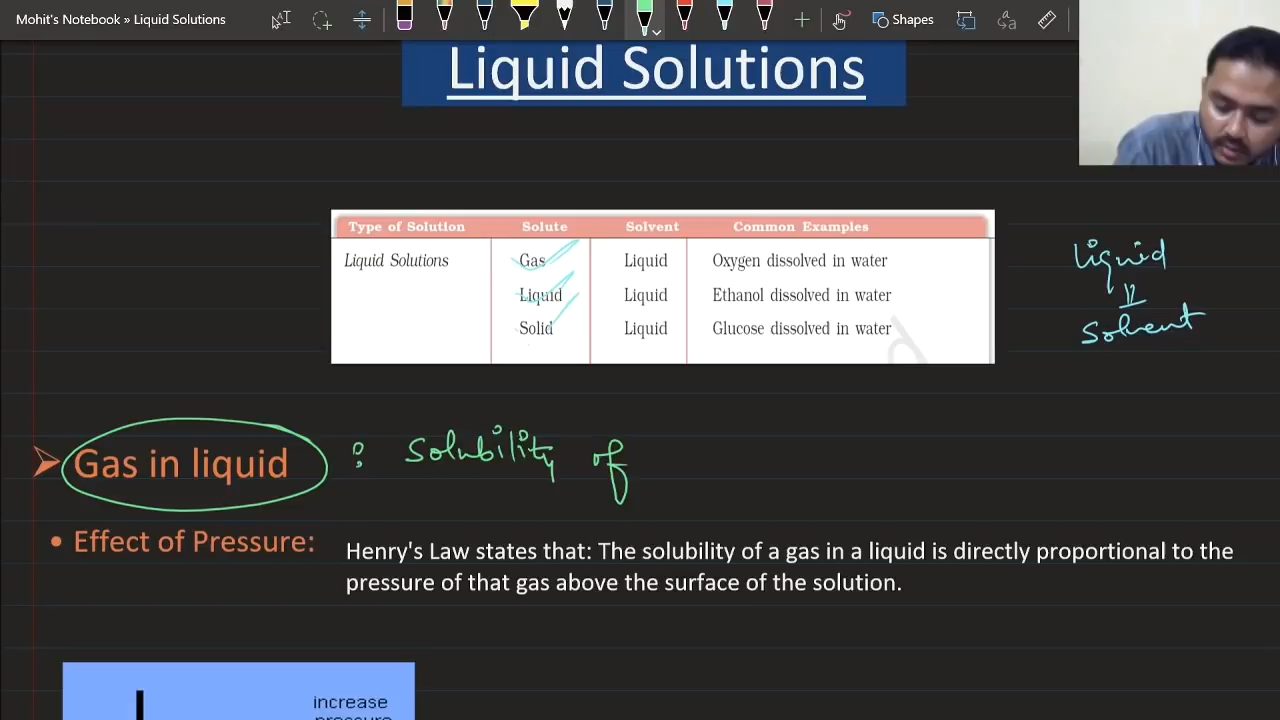 Mohit's Notebook » Liquid Solutions
Shapes
Liquid Solutions
Type of Solution Solute Solvent Common Examples
Liquid Solutions Gas Liquid Oxygen dissolved in water
Liquid Liquid Ethanol dissolved in water
Solid Liquid Glucose dissolved in water
d
Liquid
=
Solvent
Gas in liquid : Solubility of
• Effect of Pressure: Henry's Law states that: The solubility of a gas in a liquid is directly proportional to the
pressure of that gas above the surface of the solution.
increase
pressure